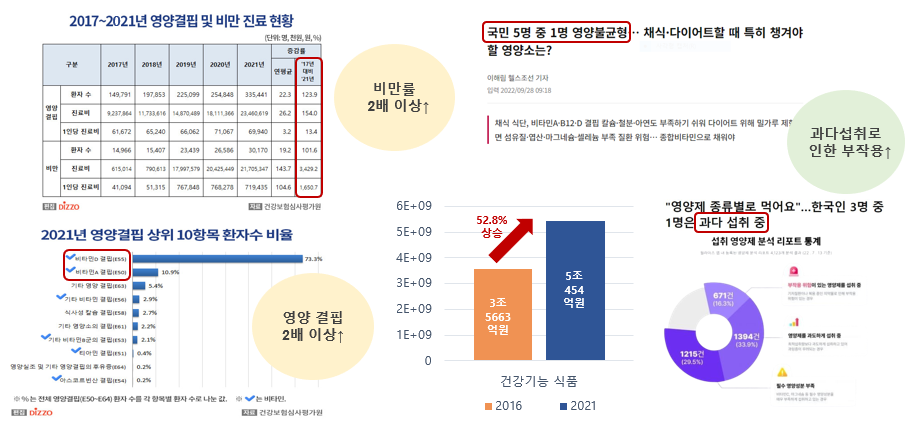 2017~2021년 영양결핍 및 비만 진료 현황
(단위: 명, 천원, 원, %)
구분 2017년 2018년 2019년 2020년 2021년 증감률
연평균 '17년 대비 '21년
영양결핍 환자 수 149,791 197,853 225,099 254,848 335,441 22.3 123.9
진료비 9,237,864 11,733,616 14,870,489 18,111,366 23,460,619 26.2 154.0
1인당 진료비 61,672 65,240 66,062 71,067 69,940 3.2 13.4
비만 환자 수 14,966 15,407 23,439 26,586 30,170 19.2 101.6
진료비 615,014 790,613 17,997,579 20,425,449 21,705,347 143.7 3,429.2
1인당 진료비 41,094 51,315 767,848 768,278 719,435 104.6 1,650.7
편집 DIZZO 자료 건강보험심사평가원
비만률
2배 이상↑
국민 5명 중 1명 영양불균형… 채식·다이어트할 때 특히 챙겨야
할 영양소는?
이해림 헬스조선 기자
입력 2022/09/28 09:18
채식 식단, 비타민A·B12·D 결핍 칼슘·철분·아연도 부족하기 쉬워 다이어트 위해 밀가루 제한
면 섬유질·엽산·마그네슘·셀레늄 부족 질환 위험… 종합비타민으로 채워야
과다섭취로
인한 부작용↑
2021년 영양결핍 상위 10항목 환자수 비율
비타민D 결핍(E55) 73.3%
비타민A 결핍(E50) 10.9%
기타 영양 결핍(E63) 5.4%
기타 비타민 결핍(E56) 2.9%
식사성 칼슘 결핍(E58) 2.7%
기타 영양소의 결핍(E61) 2.2%
기타 비타민B군의 결핍(E53) 2.1%
티아민 결핍(E51) 0.4%
영양실조 및 기타 영양결핍의 후유증(E64) 0.2%
아스코르빈산 결핍(E54) 0.2%
※ %는 전체 영양결핍(E50~E64) 환자 수를 각 항목별 환자 수로 나눈 값. ※ 는 비타민.
편집 DIZZO 자료 건강보험심사평가원
영양 결핍
2배 이상↑
6E+09
5E+09
4E+09
3E+09
2E+09
1E+09
0
52.8%
상승
3조
5663
억원
5조
454
억원
건강기능 식품
2016 2021
"영양제 종류별로 먹어요"...한국인 3명 중
1명은 과다 섭취 중
섭취 영양제 분석 리포트 통계
671건
(16.3%)
1394건
(33.9%)
1215건
(29.5%)
부작용 위험이 있는 영양제를 섭취 중
영양제를 과도하게 섭취 중
필수 영양성분 부족